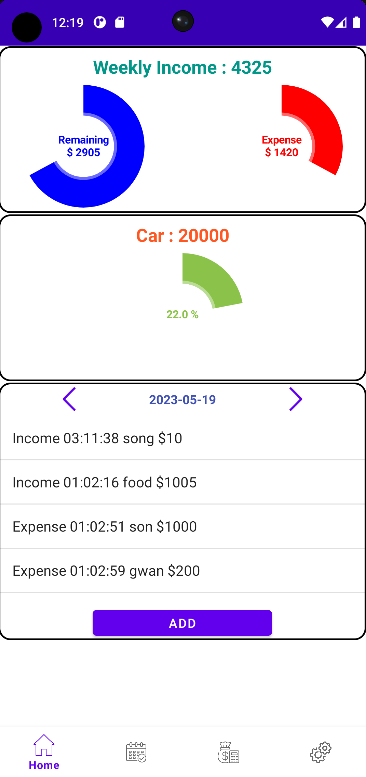 12:19
Weekly Income : 4325
Remaining
$ 2905
Expense
$ 1420
Car : 20000
22.0 %
2023-05-19
Income 03:11:38 song $10
Income 01:02:16 food $1005
Expense 01:02:51 son $1000
Expense 01:02:59 gwan $200
ADD
Home